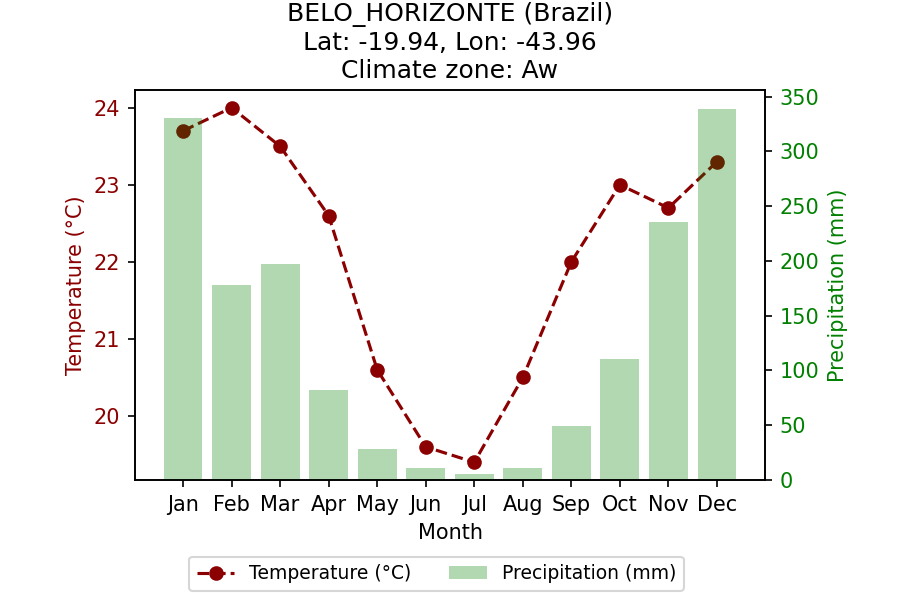 BELO_HORIZONTE (Brazil)
Lat: -19.94, Lon: -43.96
Climate zone: Aw
24
23
22
21
20
Temperature (°C)
350
300
250
200
150
100
50
0
Precipitation (mm)
Jan Feb Mar Apr May Jun Jul Aug Sep Oct Nov Dec
Month
Temperature (°C) Precipitation (mm)